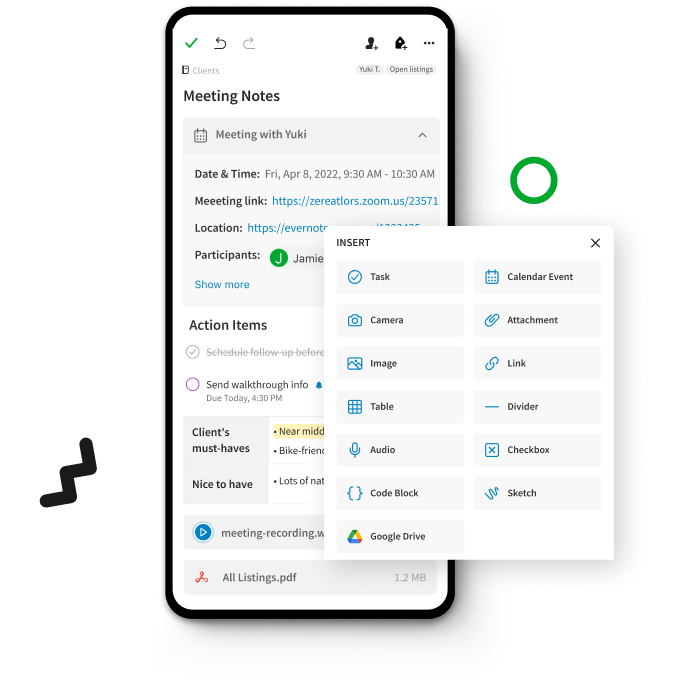 Clients
Yuki T.
Open listings
Meeting Notes
Meeting with Yuki
Date & Time: Fri, Apr 8, 2022, 9:30 AM - 10:30 AM
Meeeting link: https://zereatlors.zoom.us/23571
Location: https://evernote
Participants: J Jamie
Show more
Action Items
Schedule follow-up before
Send walkthrough info
Due Today, 4:30 PM
Client's
must-haves
• Near midd
• Bike-friend
Nice to have
• Lots of nat
meeting-recording.w
All Listings.pdf 1.2 MB
INSERT
Task
Calendar Event
Camera
Attachment
Image
Link
Table
Divider
Audio
Checkbox
Code Block
Sketch
Google Drive